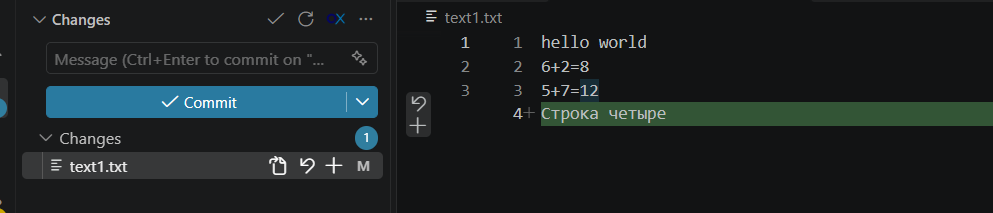 Changes
Message (Ctrl+Enter to commit on "...
Commit
Changes 1
text1.txt M
text1.txt
1 1 hello world
2 2 6+2=8
3 3 5+7=12
4+ Строка четыре